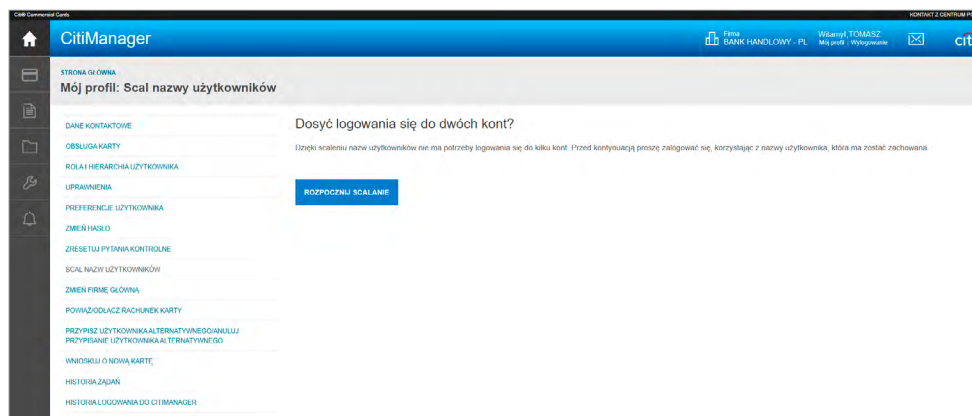 Citi® Commercial Cards
KONTAKT Z CENTRUM PO
CitiManager
Firma
BANK HANDLOWY - PL
Witamy!, TOMASZ
Mój profil | Wylogowanie
citi
STRONA GŁÓWNA
Mój profil: Scal nazwy użytkowników
DANE KONTAKTOWE
OBSŁUGA KARTY
ROLA I HIERARCHIA UŻYTKOWNIKA
UPRAWNIENIA
PREFERENCJE UŻYTKOWNIKA
ZMIEŃ HASŁO
ZRESETUJ PYTANIA KONTROLNE
SCAL NAZW UŻYTKOWNIKÓW
ZMIEŃ FIRMĘ GŁÓWNĄ
POWIĄŻ/ODŁĄCZ RACHUNEK KARTY
PRZYPISZ UŻYTKOWNIKA ALTERNATYWNEGO/ANULUJ
PRZYPISANIE UŻYTKOWNIKA ALTERNATYWNEGO
WNIOSKUJ O NOWĄ KARTĘ
HISTORIA ŻĄDAŃ
HISTORIA LOGOWANIA DO CITIMANAGER
Dosyć logowania się do dwóch kont?
Dzięki scaleniu nazw użytkowników nie ma potrzeby logowania się do kilku kont. Przed kontynuacją proszę zalogować się, korzystając z nazwy użytkownika, która ma zostać zachowana.
ROZPOCZNIJ SCALANIE